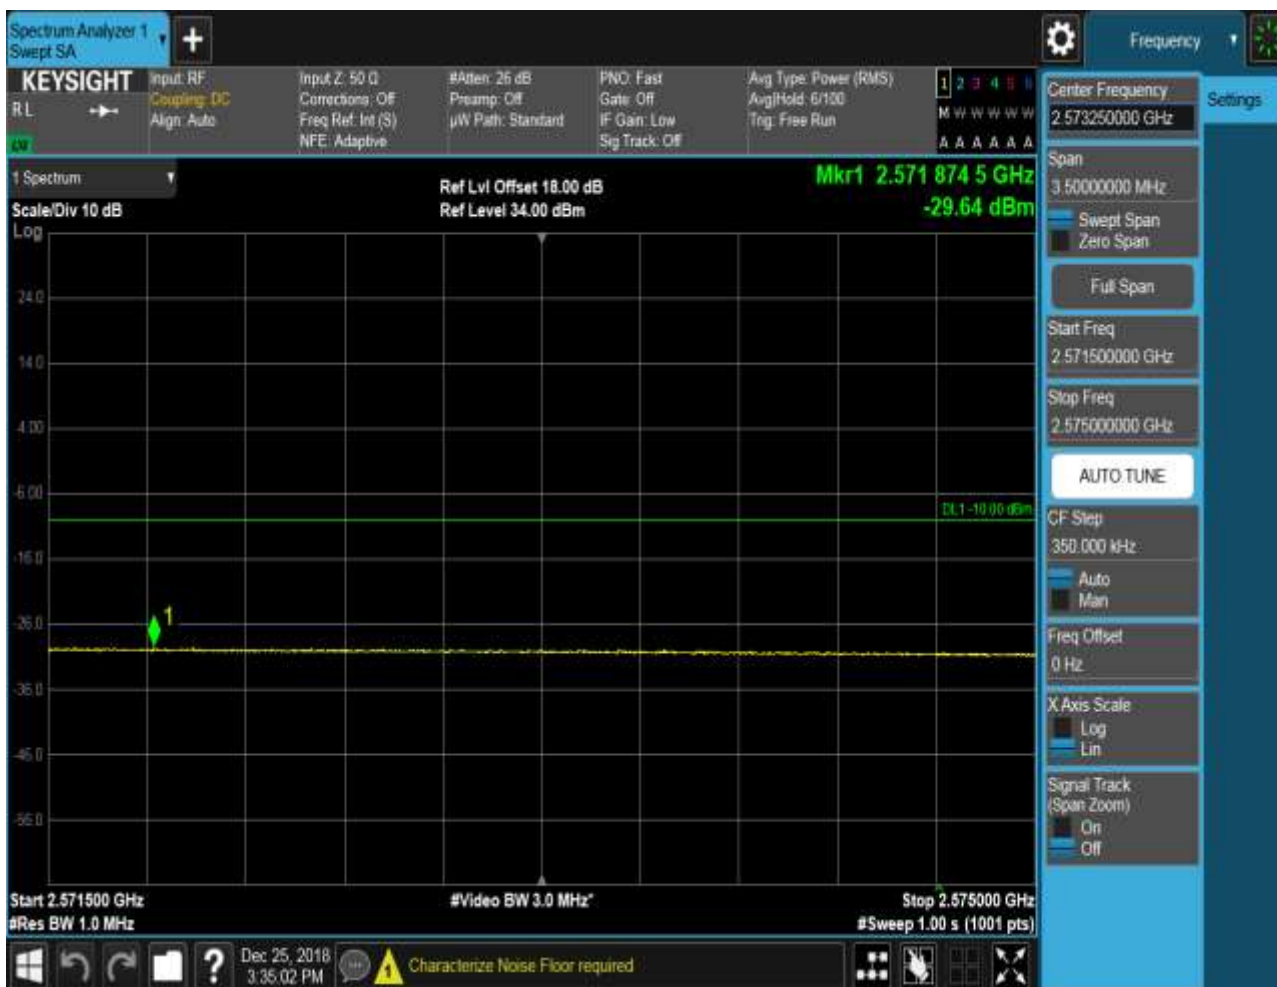 Spectrum Analyzer 1
Swept SA
Frequency
KEYSIGHT
R L
Input: RF
Coupling: DC
Align: Auto
Input Z: 50 Ω
Corrections: Off
Freq Ref: Int (S)
NFE: Adaptive
#Atten: 26 dB
Preamp: Off
µW Path: Standard
PNO: Fast
Gate: Off
IF Gain: Low
Sig Track: Off
Avg Type: Power (RMS)
Avg|Hold: 6/100
Trig: Free Run
1 2 3 4 5 6
M W W W W W
A A A A A A
Center Frequency
2.573250000 GHz
Settings
Span
3.50000000 MHz
Swept Span
Zero Span
Full Span
Start Freq
2.571500000 GHz
Stop Freq
2.575000000 GHz
AUTO TUNE
CF Step
350.000 kHz
Auto
Man
Freq Offset
0 Hz
X Axis Scale
Log
Lin
Signal Track
(Span Zoom)
On
Off
1 Spectrum
Scale/Div 10 dB
Log
Ref Lvl Offset 18.00 dB
Ref Level 34.00 dBm
Mkr1 2.571 874 5 GHz
-29.64 dBm
24.0
14.0
4.00
-6.00
DL1 -10.00 dBm
-16.0
1
-26.0
-36.0
-46.0
-56.0
Start 2.571500 GHz
#Video BW 3.0 MHz*
Stop 2.575000 GHz
#Res BW 1.0 MHz
#Sweep 1.00 s (1001 pts)
?
Dec 25, 2018
3:35:02 PM
1
Characterize Noise Floor required